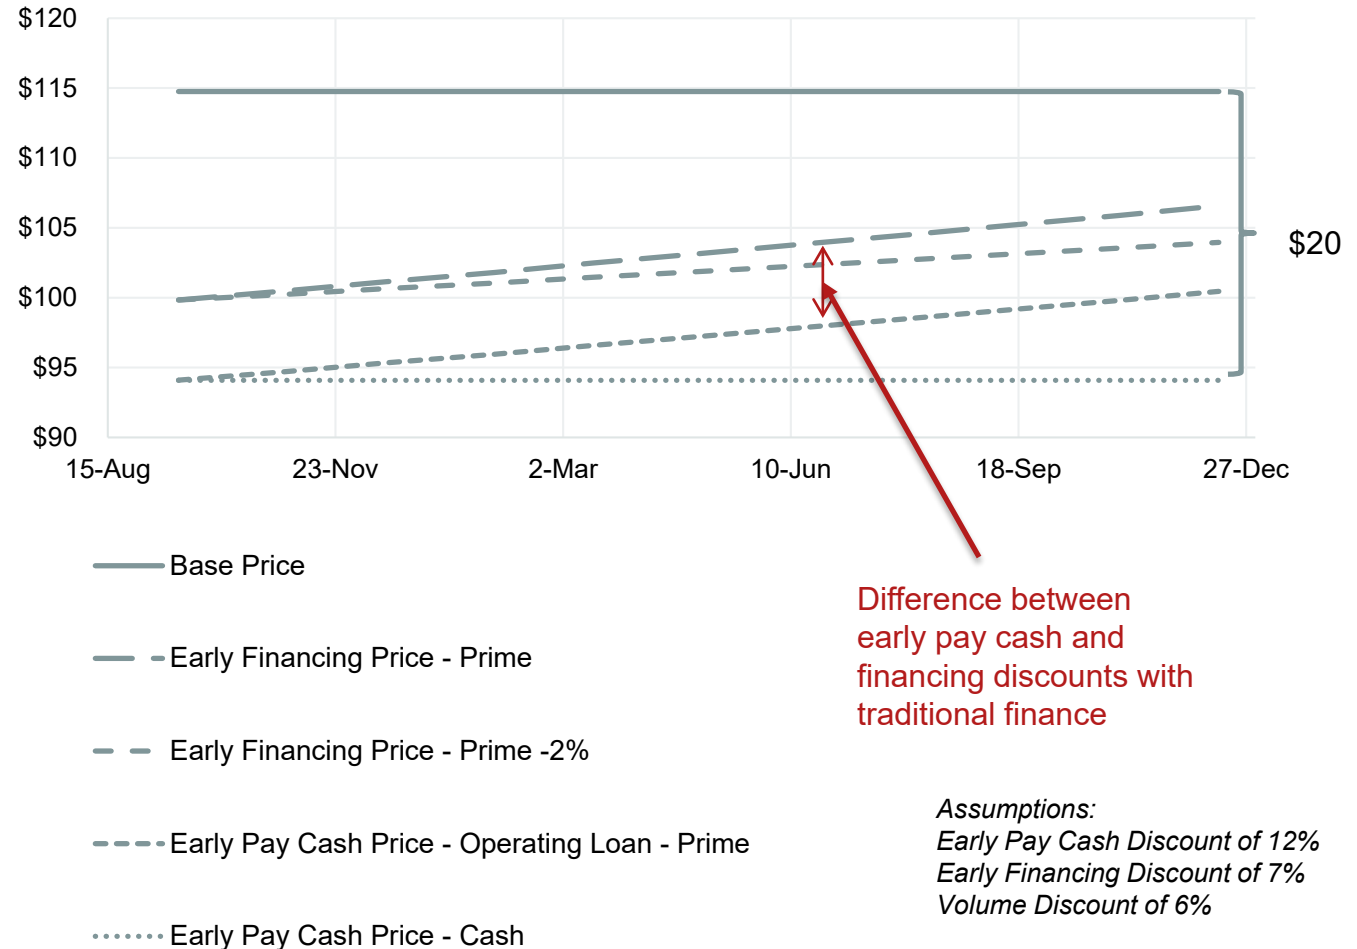 $120
$115
$110
$105
$100
$95
$90
$20
15-Aug
23-Nov
2-Mar
10-Jun
18-Sep
27-Dec
Base Price
Early Financing Price - Prime
Early Financing Price - Prime -2%
Early Pay Cash Price - Operating Loan - Prime
Early Pay Cash Price - Cash
Difference between
early pay cash and
financing discounts with
traditional finance
Assumptions:
Early Pay Cash Discount of 12%
Early Financing Discount of 7%
Volume Discount of 6%